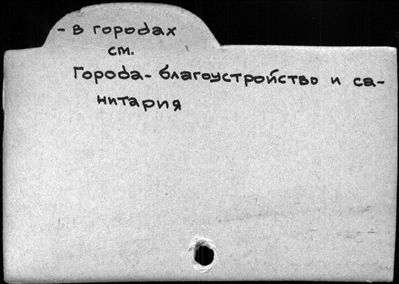 - в городах
см.
Города - благоустройство и са-
нитария